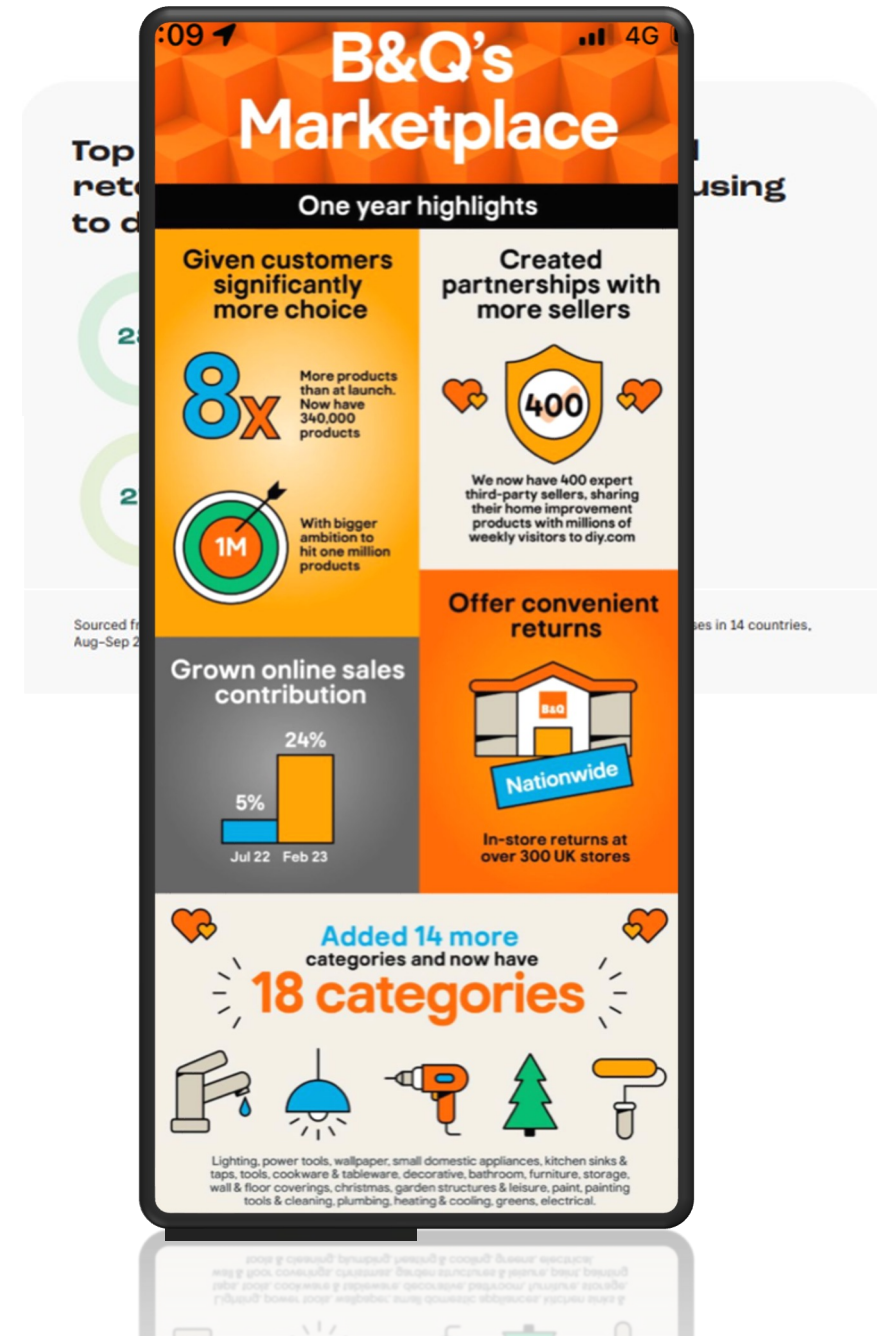 :09
4G
B&Q's
Marketplace
One year highlights
Given customers
significantly
more choice
8x
More products
than at launch.
Now have
340,000
products
1M
With bigger
ambition to
hit one million
products
Created
partnerships with
more sellers
400
We now have 400 expert
third-party sellers, sharing
their home improvement
products with millions of
weekly visitors to diy.com
Grown online sales
contribution
24%
5%
Jul 22 Feb 23
Offer convenient
returns
B&Q
Nationwide
In-store returns at
over 300 UK stores
Added 14 more
categories and now have
18 categories
Lighting, power tools, wallpaper, small domestic appliances, kitchen sinks &
taps, tools, cookware & tableware, decorative, bathroom, furniture, storage,
wall & floor coverings, christmas, garden structures & leisure, paint, painting
tools & cleaning, plumbing, heating & cooling, greens, electrical.
Top
using
to d
2
Sourced
in 14 countries,
Aug–Sep 2